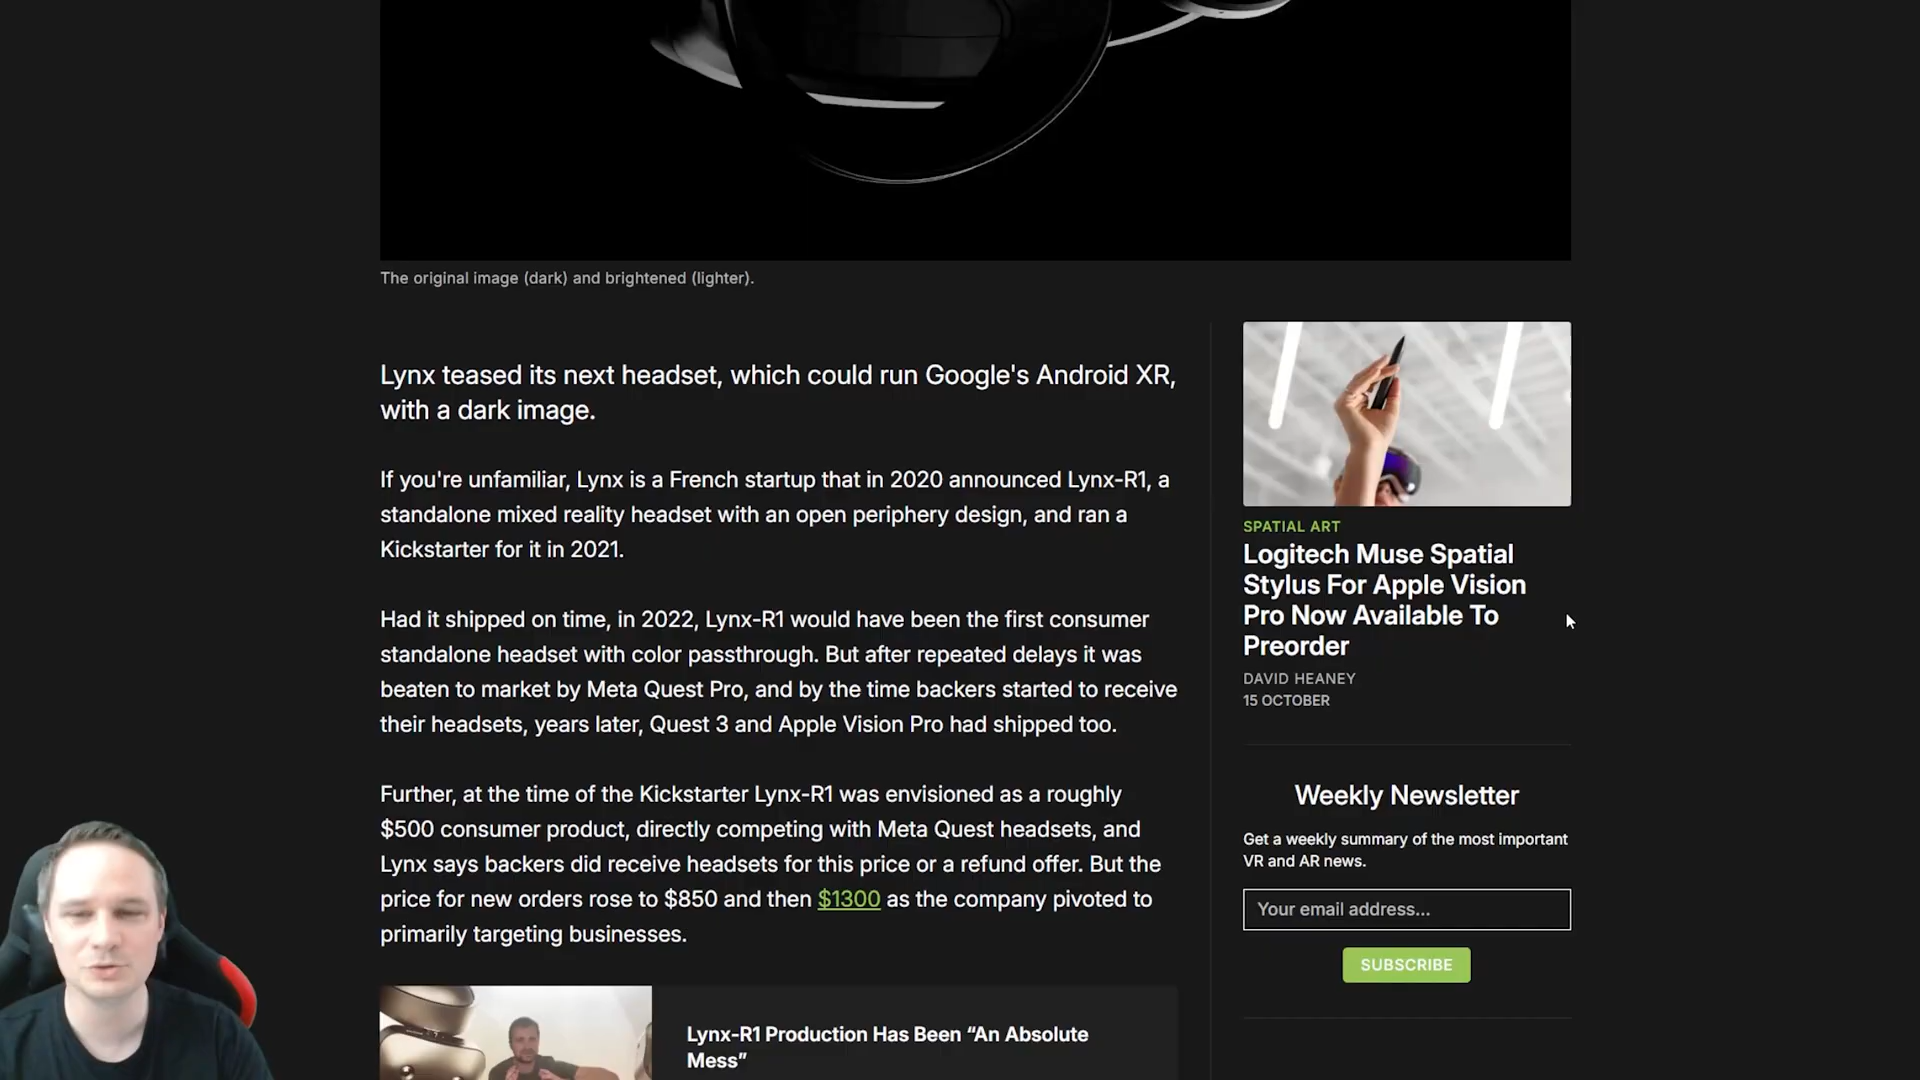 The original image (dark) and brightened (lighter).
Lynx teased its next headset, which could run Google's Android XR,
with a dark image.
If you're unfamiliar, Lynx is a French startup that in 2020 announced Lynx-R1, a
standalone mixed reality headset with an open periphery design, and ran a
Kickstarter for it in 2021.
Had it shipped on time, in 2022, Lynx-R1 would have been the first consumer
standalone headset with color passthrough. But after repeated delays it was
beaten to market by Meta Quest Pro, and by the time backers started to receive
their headsets, years later, Quest 3 and Apple Vision Pro had shipped too.
Further, at the time of the Kickstarter Lynx-R1 was envisioned as a roughly
$500 consumer product, directly competing with Meta Quest headsets, and
Lynx says backers did receive headsets for this price or a refund offer. But the
price for new orders rose to $850 and then $1300 as the company pivoted to
primarily targeting businesses.
Lynx-R1 Production Has Been “An Absolute
Mess”
SPATIAL ART
Logitech Muse Spatial
Stylus For Apple Vision
Pro Now Available To
Preorder
DAVID HEANEY
15 OCTOBER
Weekly Newsletter
Get a weekly summary of the most important
VR and AR news.
Your email address...
SUBSCRIBE